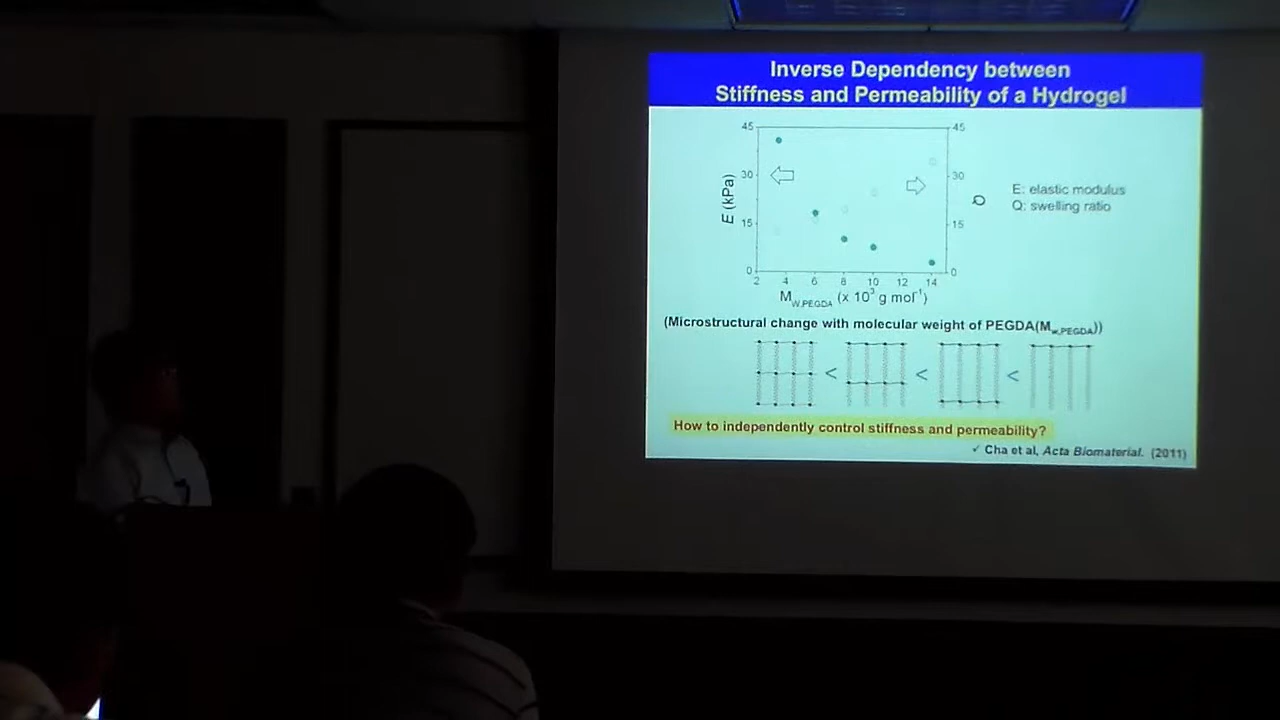 Inverse Dependency between
Stiffness and Permeability of a Hydrogel
45
30
15
0
E (kPa)
45
30
15
0
Q
2 4 6 8 10 12 14
M W,PEGDA (x 10³ g mol⁻¹)
E: elastic modulus
Q: swelling ratio
(Microstructural change with molecular weight of PEGDA(Mw,PEGDA))
< < <
How to independently control stiffness and permeability?
✓ Cha et al, Acta Biomaterial. (2011)